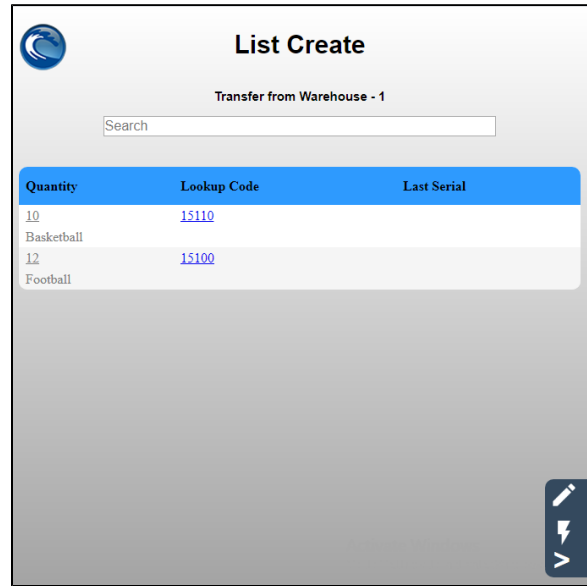 List Create
Transfer from Warehouse - 1
Search
Quantity Lookup Code Last Serial
10 15110
Basketball
12 15100
Football
>